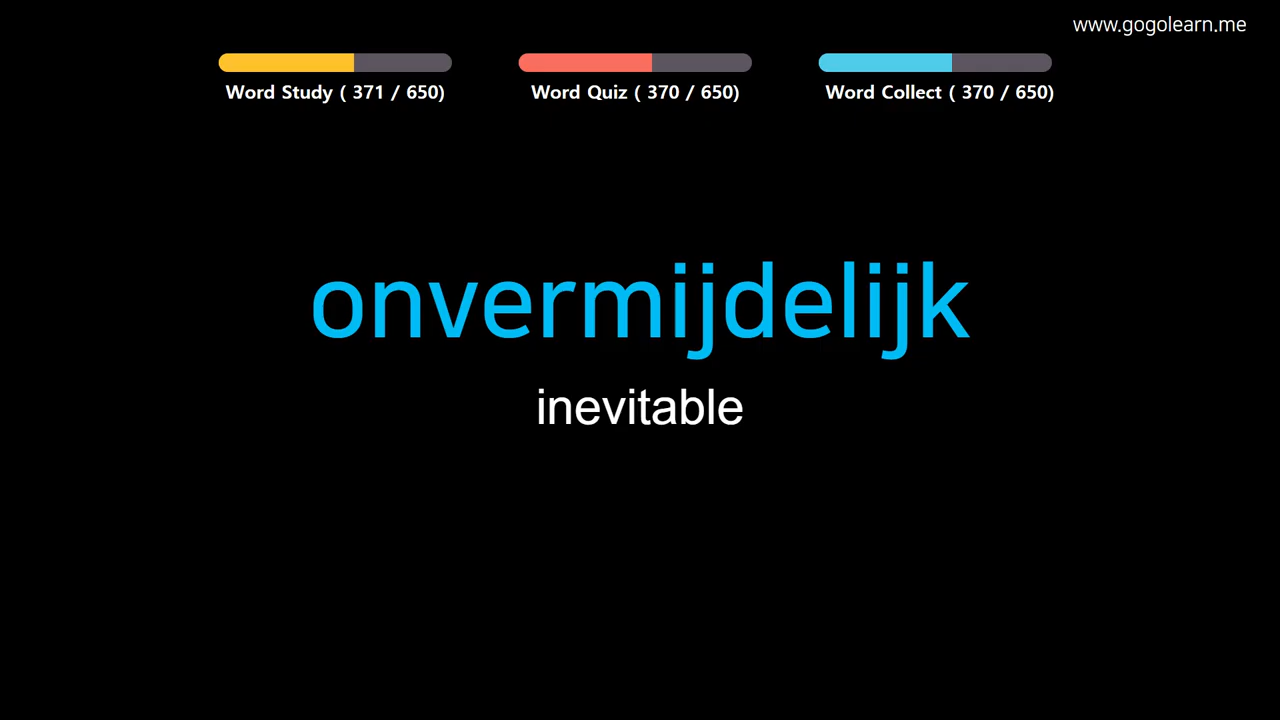 www.gogolearn.me
Word Study ( 371 / 650)
Word Quiz ( 370 / 650)
Word Collect ( 370 / 650)
onvermijdelijk
inevitable